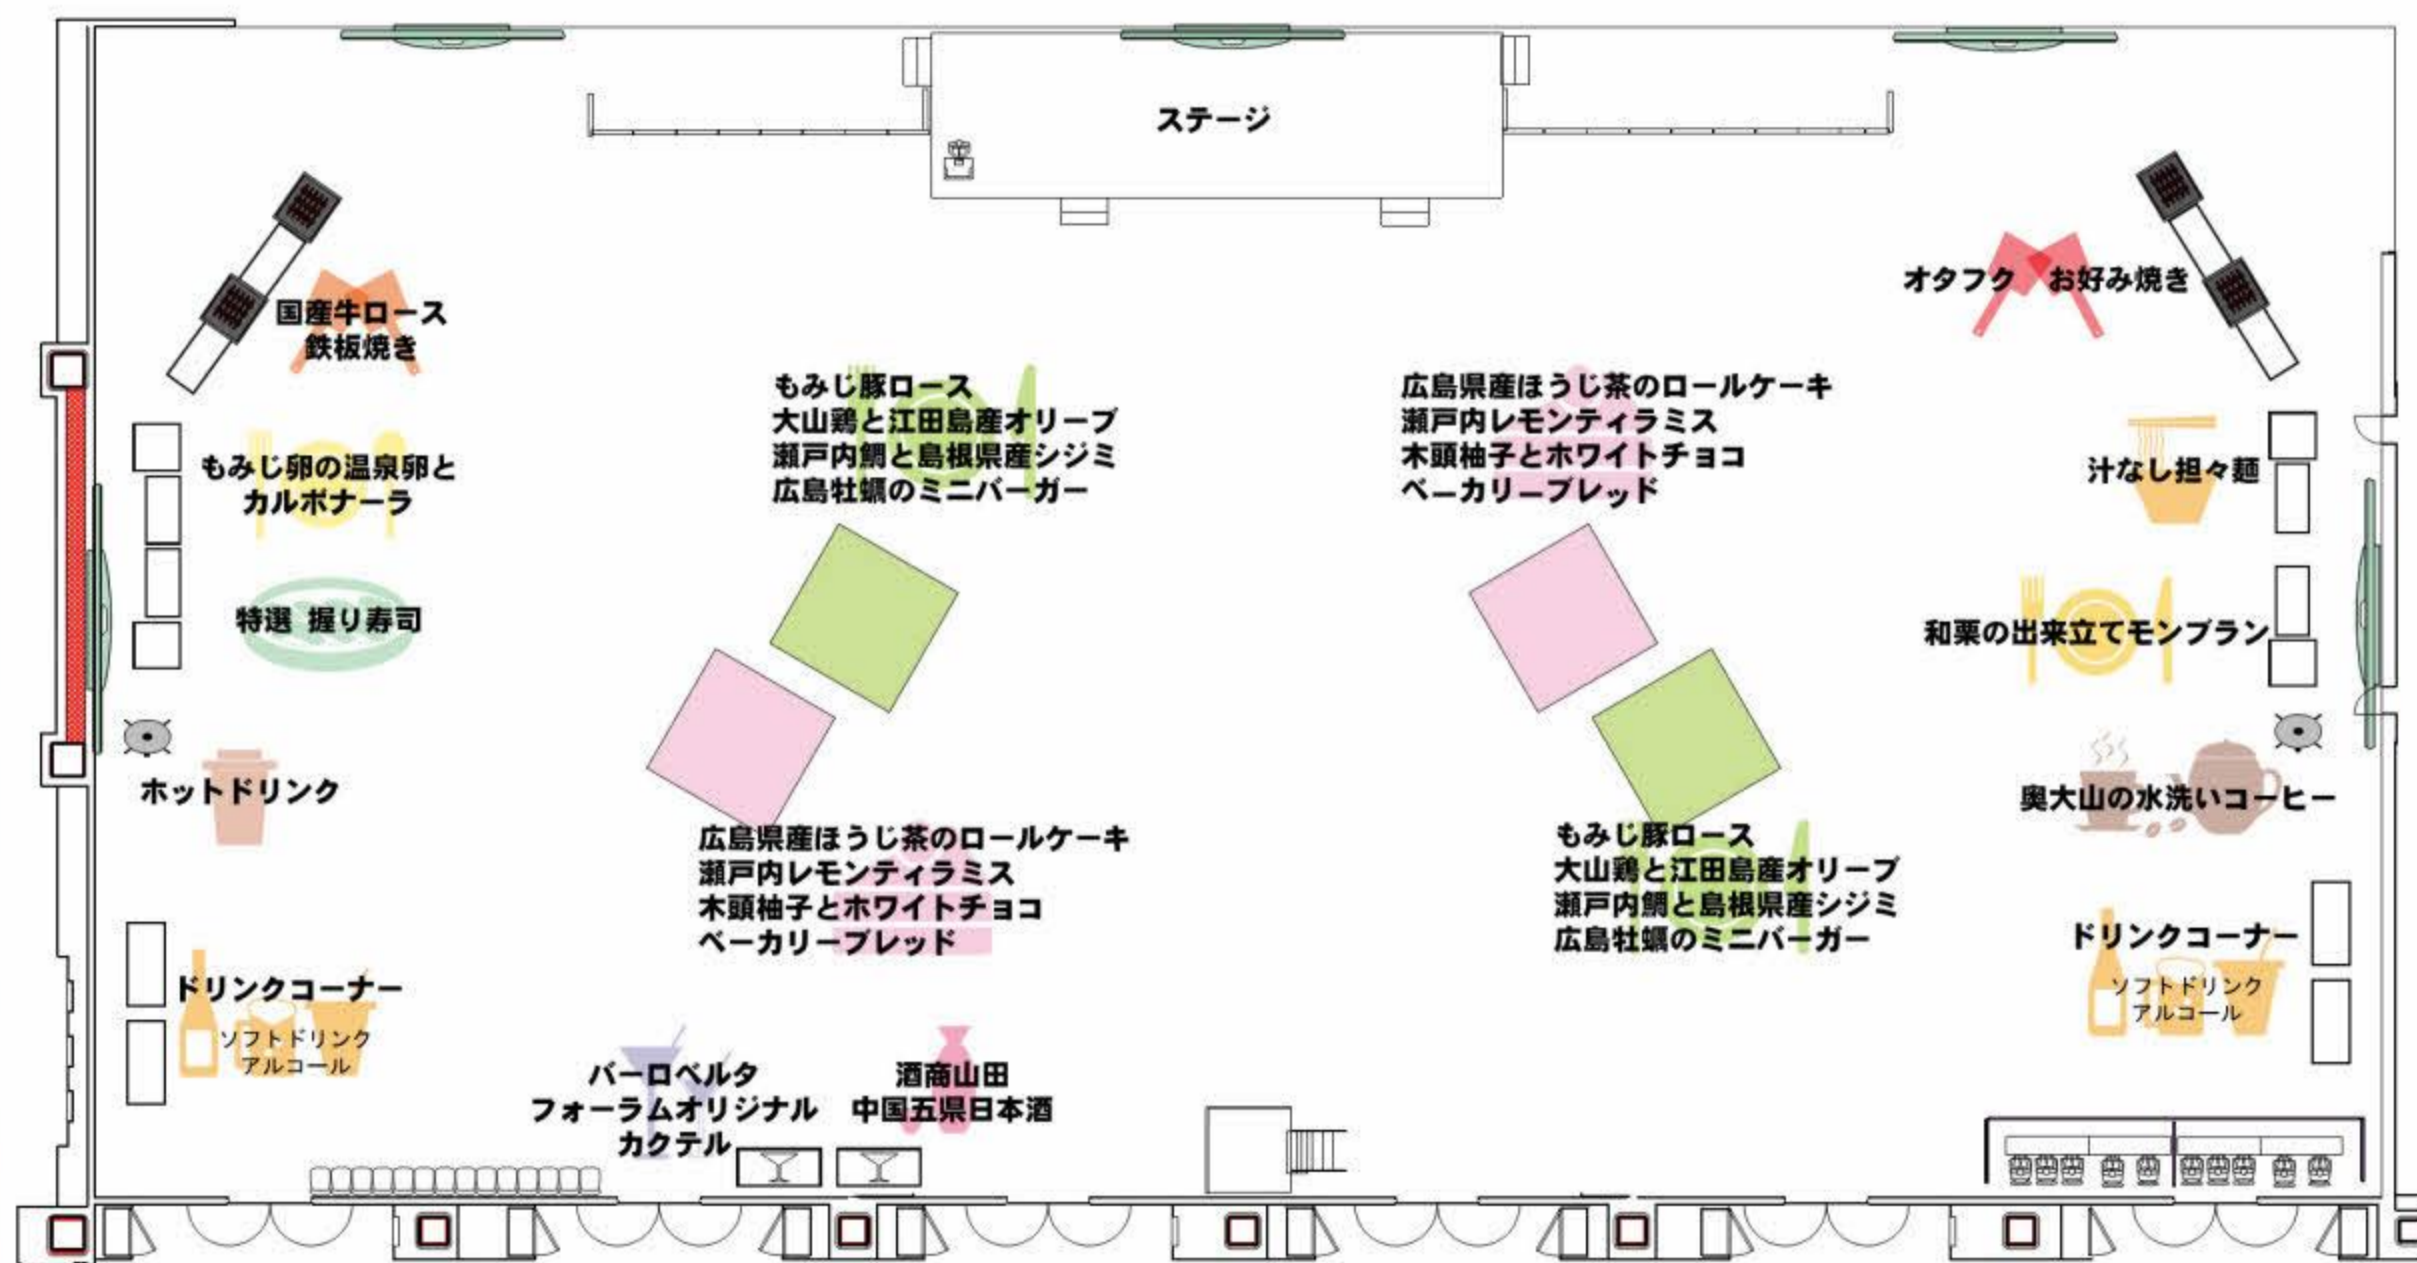 ステージ
国産牛ロース
鉄板焼き
オタフク お好み焼き
もみじ豚ロース
大山鶏と江田島産オリーブ
瀬戸内鯛と島根県産シジミ
広島牡蠣のミニバーガー
広島県産ほうじ茶のロールケーキ
瀬戸内レモンティラミス
木頭柚子とホワイトチョコ
ベーカリーブレッド
もみじ卵の温泉卵と
カルボナーラ
汁なし担々麺
特選 握り寿司
和栗の出来立てモンブラン
ホットドリンク
奥大山の水洗いコーヒー
広島県産ほうじ茶のロールケーキ
瀬戸内レモンティラミス
木頭柚子とホワイトチョコ
ベーカリーブレッド
もみじ豚ロース
大山鶏と江田島産オリーブ
瀬戸内鯛と島根県産シジミ
広島牡蠣のミニバーガー
ドリンクコーナー
ソフトドリンク
アルコール
ドリンクコーナー
ソフトドリンク
アルコール
バーロベルタ
フォーラムオリジナル
カクテル
酒商山田
中国五県日本酒